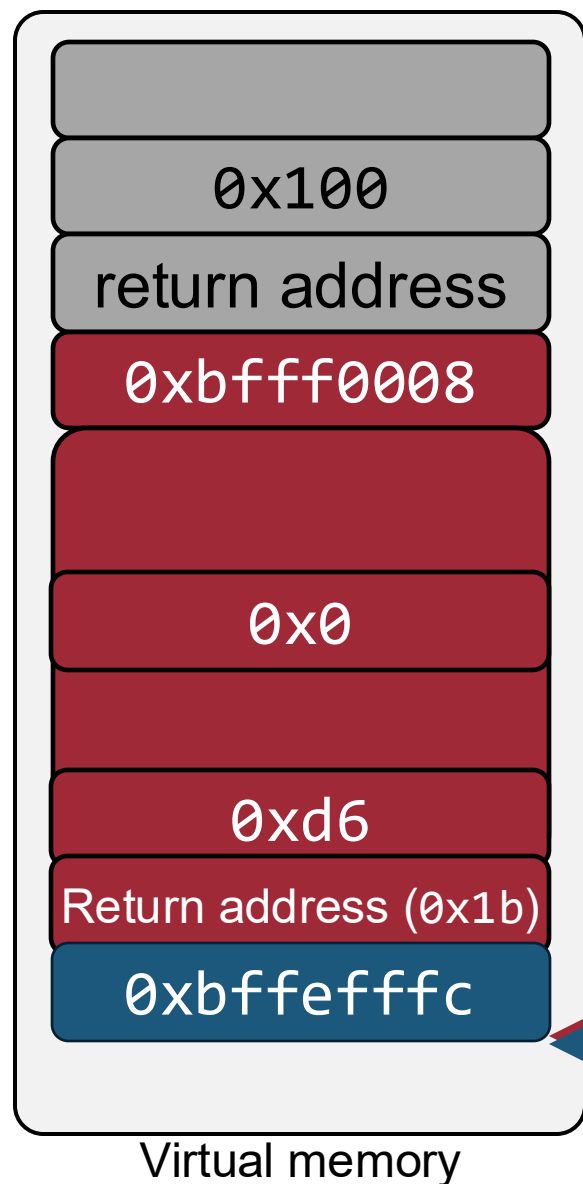 0x100
return address
0xbfff0008
0x0
0xd6
Return address (0x1b)
0xbffefffc
Virtual memory